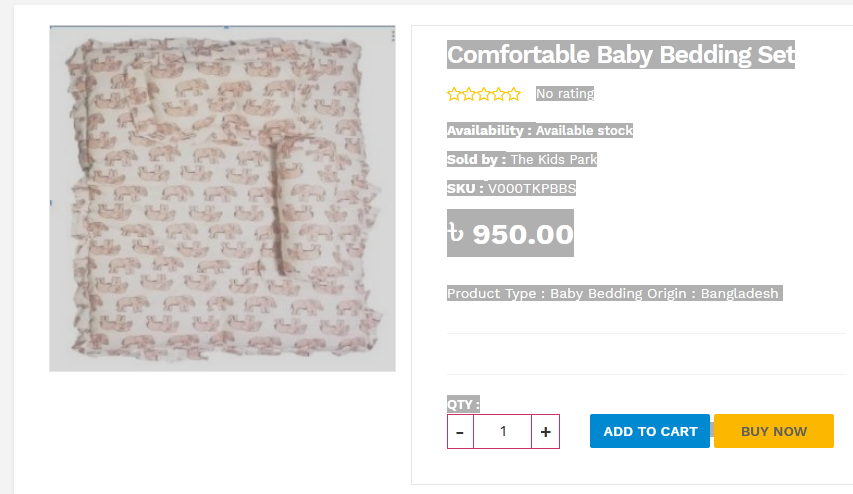 Comfortable Baby Bedding Set
No rating
Availability : Available stock
Sold by : The Kids Park
SKU : V000TKPBBS
৳ 950.00
Product Type : Baby Bedding Origin : Bangladesh
QTY :
- 1 +
ADD TO CART
BUY NOW